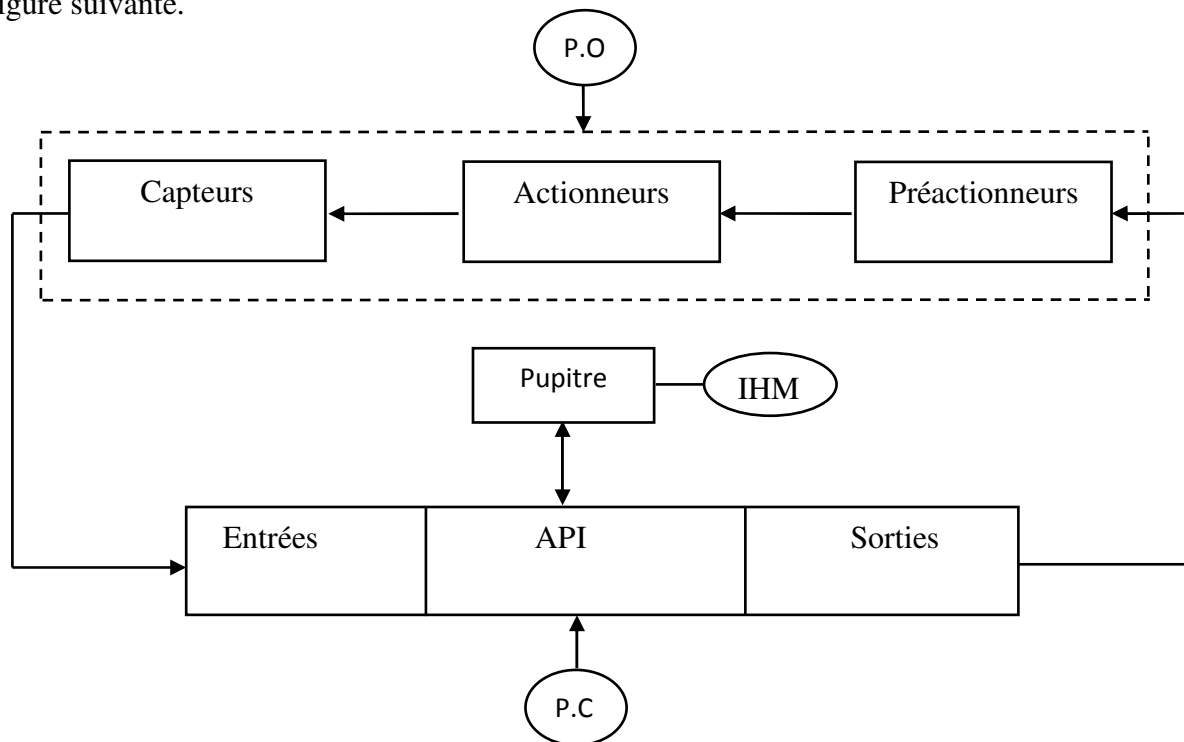 igure suivante.
P.O
Capteurs
Actionneurs
Préactionneurs
Pupitre
IHM
Entrées
API
Sorties
P.C